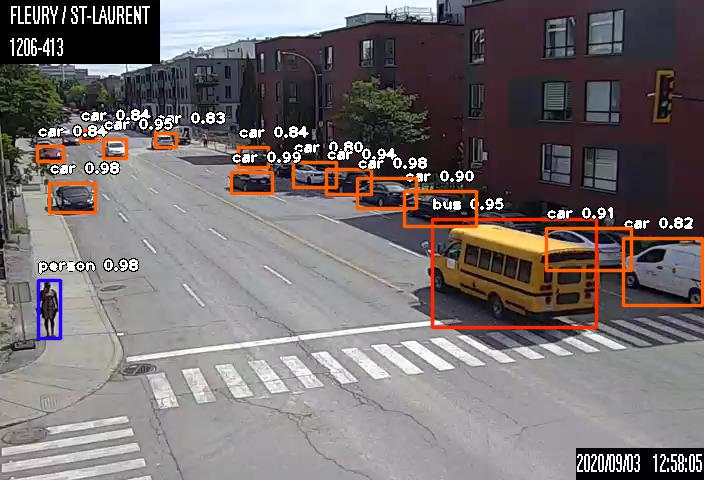 FLEURY / ST-LAURENT
1206-413
car 0.84
car 0.83
car 0.84
car 0.95
car 0.84
car 0.80
car 0.99
car 0.94
car 0.98
car 0.98
car 0.90
bus 0.95
car 0.91
car 0.82
person 0.98
2020/09/03 12:58:05